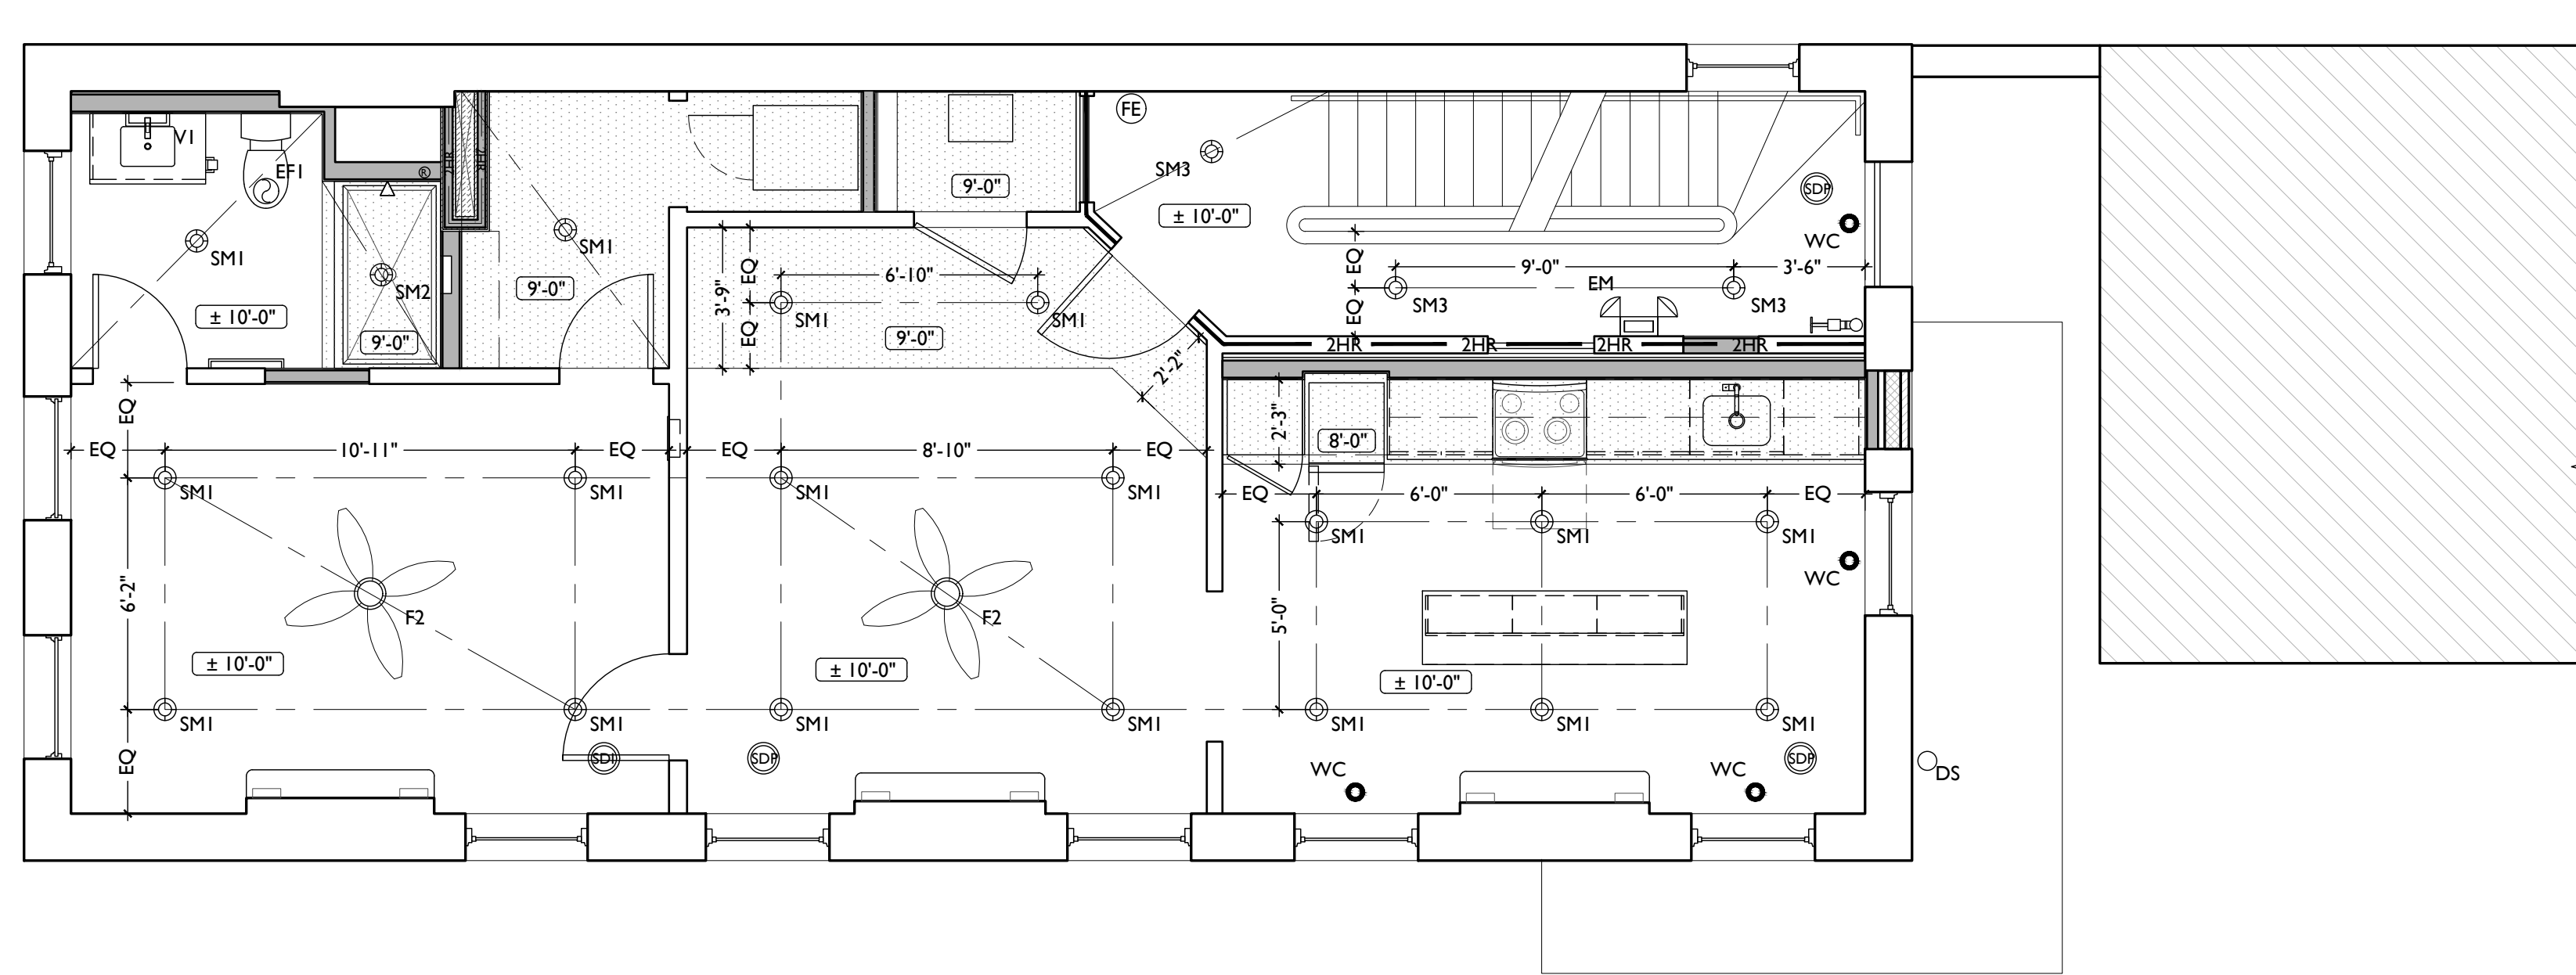 FE
V1
2HR
2HR
EF1
®
SM3
9'-0"
SDP
± 10'-0"
WC
SM1
SM1
EQ
EQ
6'-10"
9'-0"
3'-6"
SM2
9'-0"
3'-9"
EM
± 10'-0"
SM1
SM1
SM3
SM3
EQ
EQ
9'-0"
9'-0"
2HR
2HR
2HR
2HR
2'-2"
EQ
2'-3"
8'-0"
EQ
10'-11"
EQ
EQ
8'-10"
EQ
SM1
SM1
SM1
SM1
EQ
6'-0"
6'-0"
EQ
SM1
SM1
SM1
WC
6'-2"
F2
F2
5'-0"
± 10'-0"
± 10'-0"
± 10'-0"
SM1
SM1
SM1
SM1
SM1
SM1
SM1
EQ
SD1
SDP
WC
WC
SDP
DS